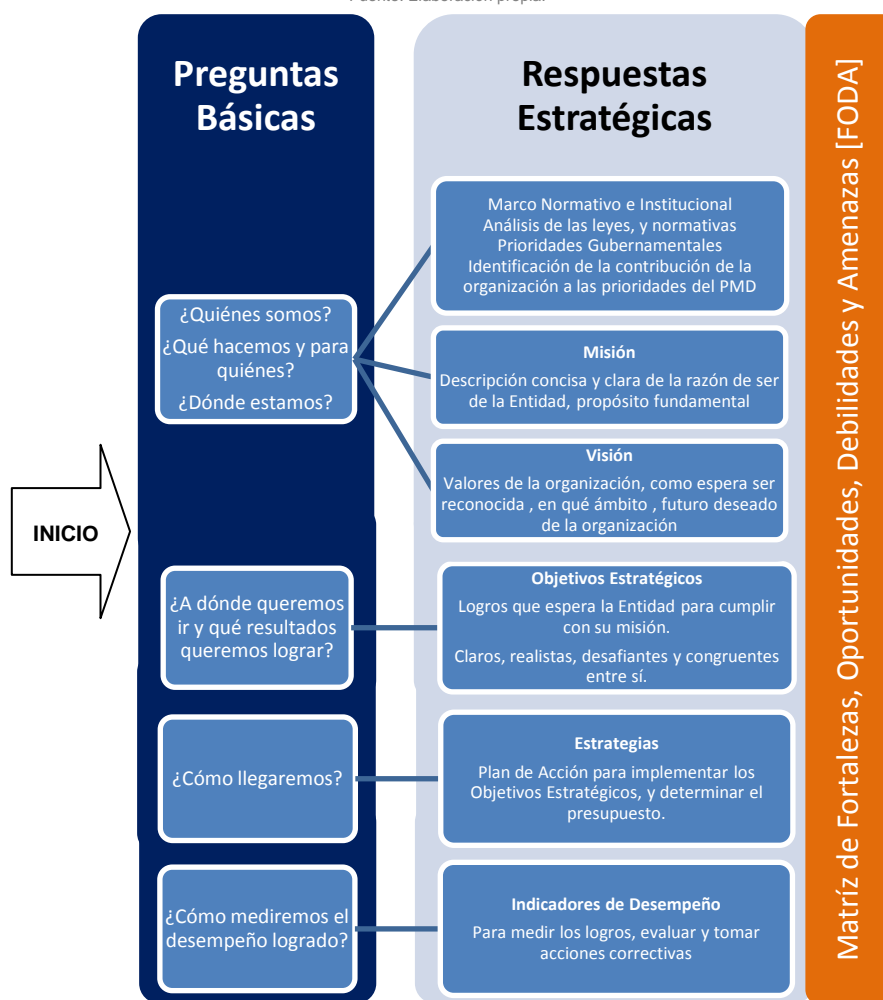 Fuente: Elaboración propia.
Preguntas
Básicas
Respuestas
Estratégicas
INICIO
¿Quiénes somos?
¿Qué hacemos y para
quiénes?
¿Dónde estamos?
Marco Normativo e Institucional
Análisis de las leyes, y normativas
Prioridades Gubernamentales
Identificación de la contribución de la
organización a las prioridades del PMD
Misión
Descripción concisa y clara de la razón de ser
de la Entidad, propósito fundamental
Visión
Valores de la organización, como espera ser
reconocida , en qué ámbito , futuro deseado
de la organización
¿A dónde queremos
ir y qué resultados
queremos lograr?
Objetivos Estratégicos
Logros que espera la Entidad para cumplir
con su misión.
Claros, realistas, desafiantes y congruentes
entre sí.
¿Cómo llegaremos?
Estrategias
Plan de Acción para implementar los
Objetivos Estratégicos, y determinar el
presupuesto.
¿Cómo mediremos el
desempeño logrado?
Indicadores de Desempeño
Para medir los logros, evaluar y tomar
acciones correctivas
Matríz de Fortalezas, Oportunidades, Debilidades y Amenazas [FODA]